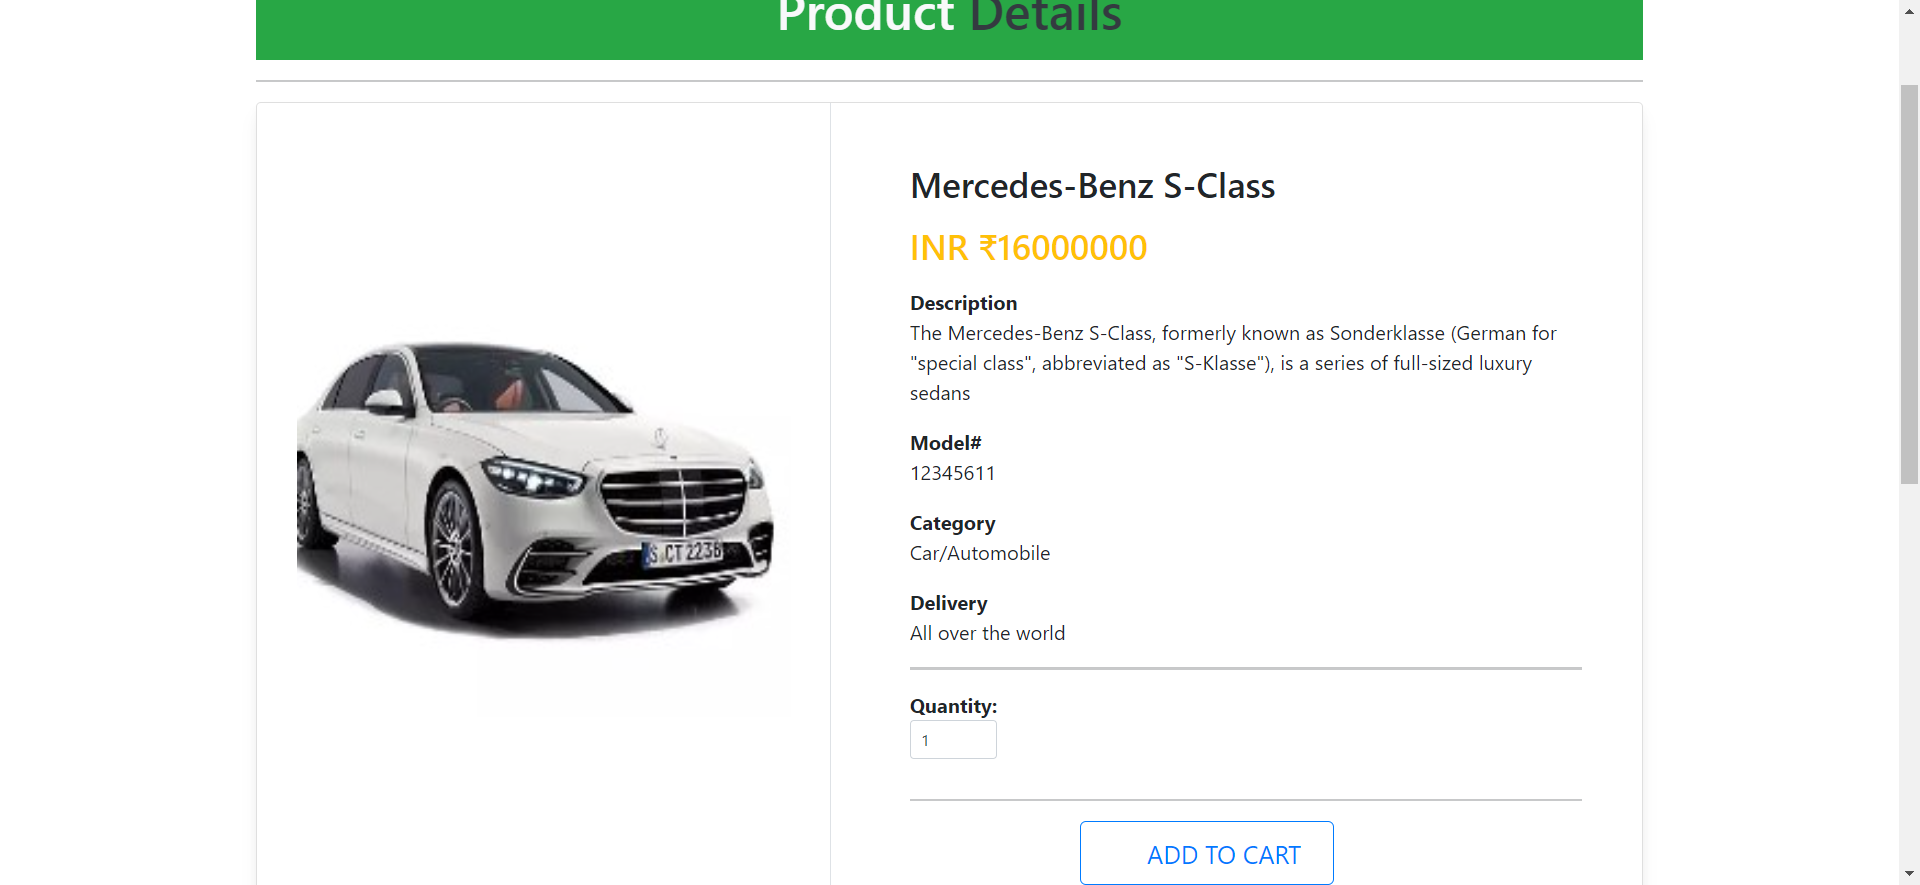 Product Details
Mercedes-Benz S-Class
INR ₹16000000
Description
The Mercedes-Benz S-Class, formerly known as Sonderklasse (German for
"special class", abbreviated as "S-Klasse"), is a series of full-sized luxury
sedans
Model#
12345611
Category
Car/Automobile
Delivery
All over the world
Quantity:
1
ADD TO CART
S CT 2236